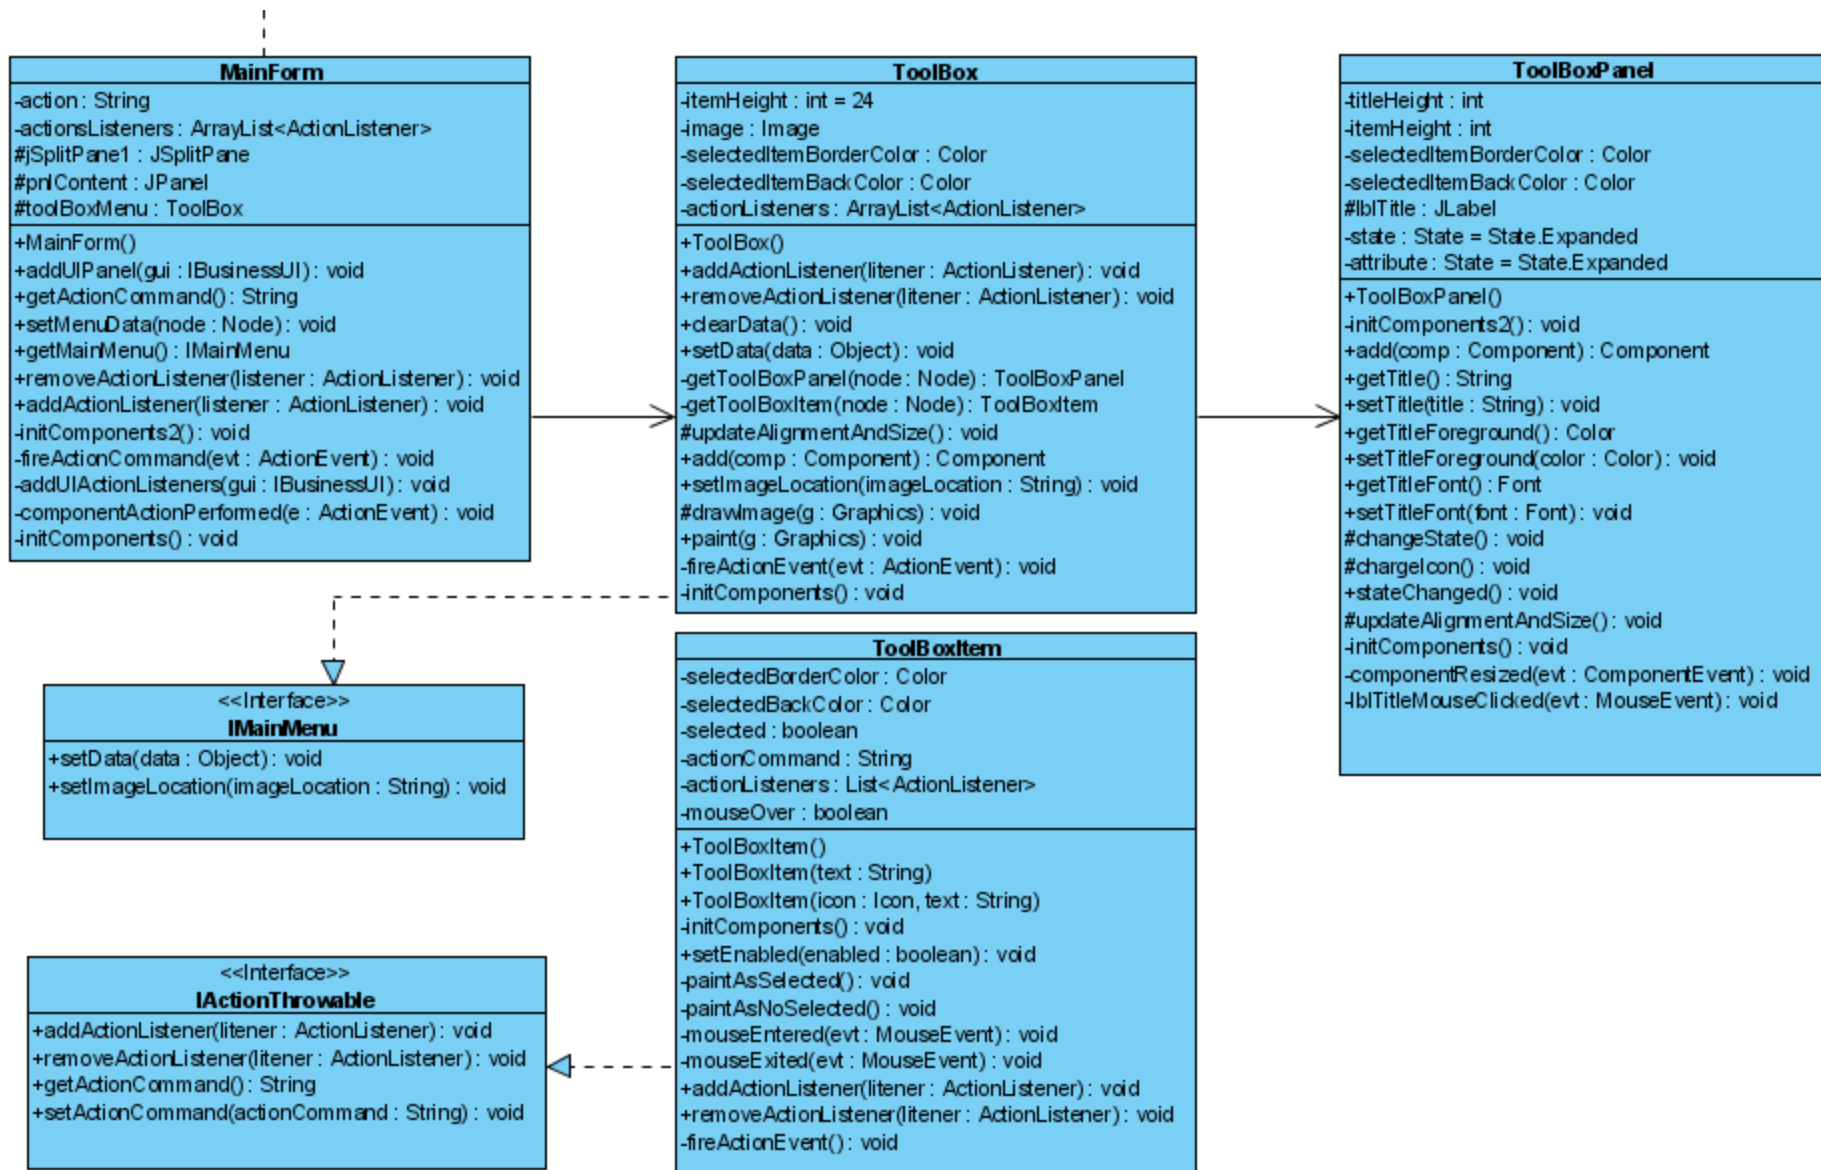 MainForm
-action : String
-actionsListeners : ArrayList<ActionListener>
#jSplitPane1 : JSplitPane
#pnlContent : JPanel
#toolBoxMenu : ToolBox
+MainForm()
+addUIPanel(gui : IBusinessUI) : void
+getActionCommand() : String
+setMenuData(node : Node) : void
+getMainMenu() : IMainMenu
+removeActionListener(listener : ActionListener) : void
+addActionListener(listener : ActionListener) : void
-initComponents2() : void
-fireActionCommand(evt : ActionEvent) : void
-addUIActionListeners(gui : IBusinessUI) : void
-componentActionPerformed(e : ActionEvent) : void
-initComponents() : void
ToolBox
-itemHeight : int = 24
-image : Image
-selectedItemBorderColor : Color
-selectedItemBackColor : Color
-actionListeners : ArrayList<ActionListener>
+ToolBox()
+addActionListener(litener : ActionListener) : void
+removeActionListener(litener : ActionListener) : void
+clearData() : void
+setData(data : Object) : void
-getToolBoxPanel(node : Node) : ToolBoxPanel
-getToolBoxItem(node : Node) : ToolBoxItem
#updateAlignmentAndSize() : void
+add(comp : Component) : Component
+setImageLocation(imageLocation : String) : void
#drawImage(g : Graphics) : void
+paint(g : Graphics) : void
-fireActionEvent(evt : ActionEvent) : void
-initComponents() : void
ToolBoxPanel
-titleHeight : int
-itemHeight : int
-selectedItemBorderColor : Color
-selectedItemBackColor : Color
#lblTitle : JLabel
-state : State = State.Expanded
-attribute : State = State.Expanded
+ToolBoxPanel()
-initComponents2() : void
+add(comp : Component) : Component
+getTitle() : String
+setTitle(title : String) : void
+getTitleForeground() : Color
+setTitleForeground(color : Color) : void
+getTitleFont() : Font
+setTitleFont(font : Font) : void
#changeState() : void
#chargeIcon() : void
+stateChanged() : void
#updateAlignmentAndSize() : void
-initComponents() : void
-componentResized(evt : ComponentEvent) : void
-lblTitleMouseClicked(evt : MouseEvent) : void
<<Interface>>
IMainMenu
+setData(data : Object) : void
+setImageLocation(imageLocation : String) : void
ToolBoxItem
-selectedBorderColor : Color
-selectedBackColor : Color
-selected : boolean
-actionCommand : String
-actionListeners : List<ActionListener>
-mouseOver : boolean
+ToolBoxItem()
+ToolBoxItem(text : String)
+ToolBoxItem(icon : Icon, text : String)
-initComponents() : void
+setEnabled(enabled : boolean) : void
-paintAsSelected() : void
-paintAsNoSelected() : void
-mouseEntered(evt : MouseEvent) : void
-mouseExited(evt : MouseEvent) : void
+addActionListener(litener : ActionListener) : void
+removeActionListener(litener : ActionListener) : void
-fireActionEvent() : void
<<Interface>>
IActionThrowable
+addActionListener(litener : ActionListener) : void
+removeActionListener(litener : ActionListener) : void
+getActionCommand() : String
+setActionCommand(actionCommand : String) : void